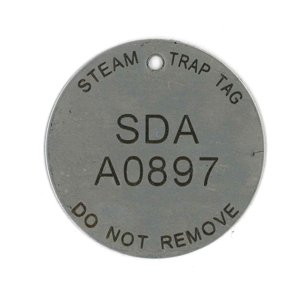 STEAM TRAP TAG
SDA
A0897
DO NOT REMOVE